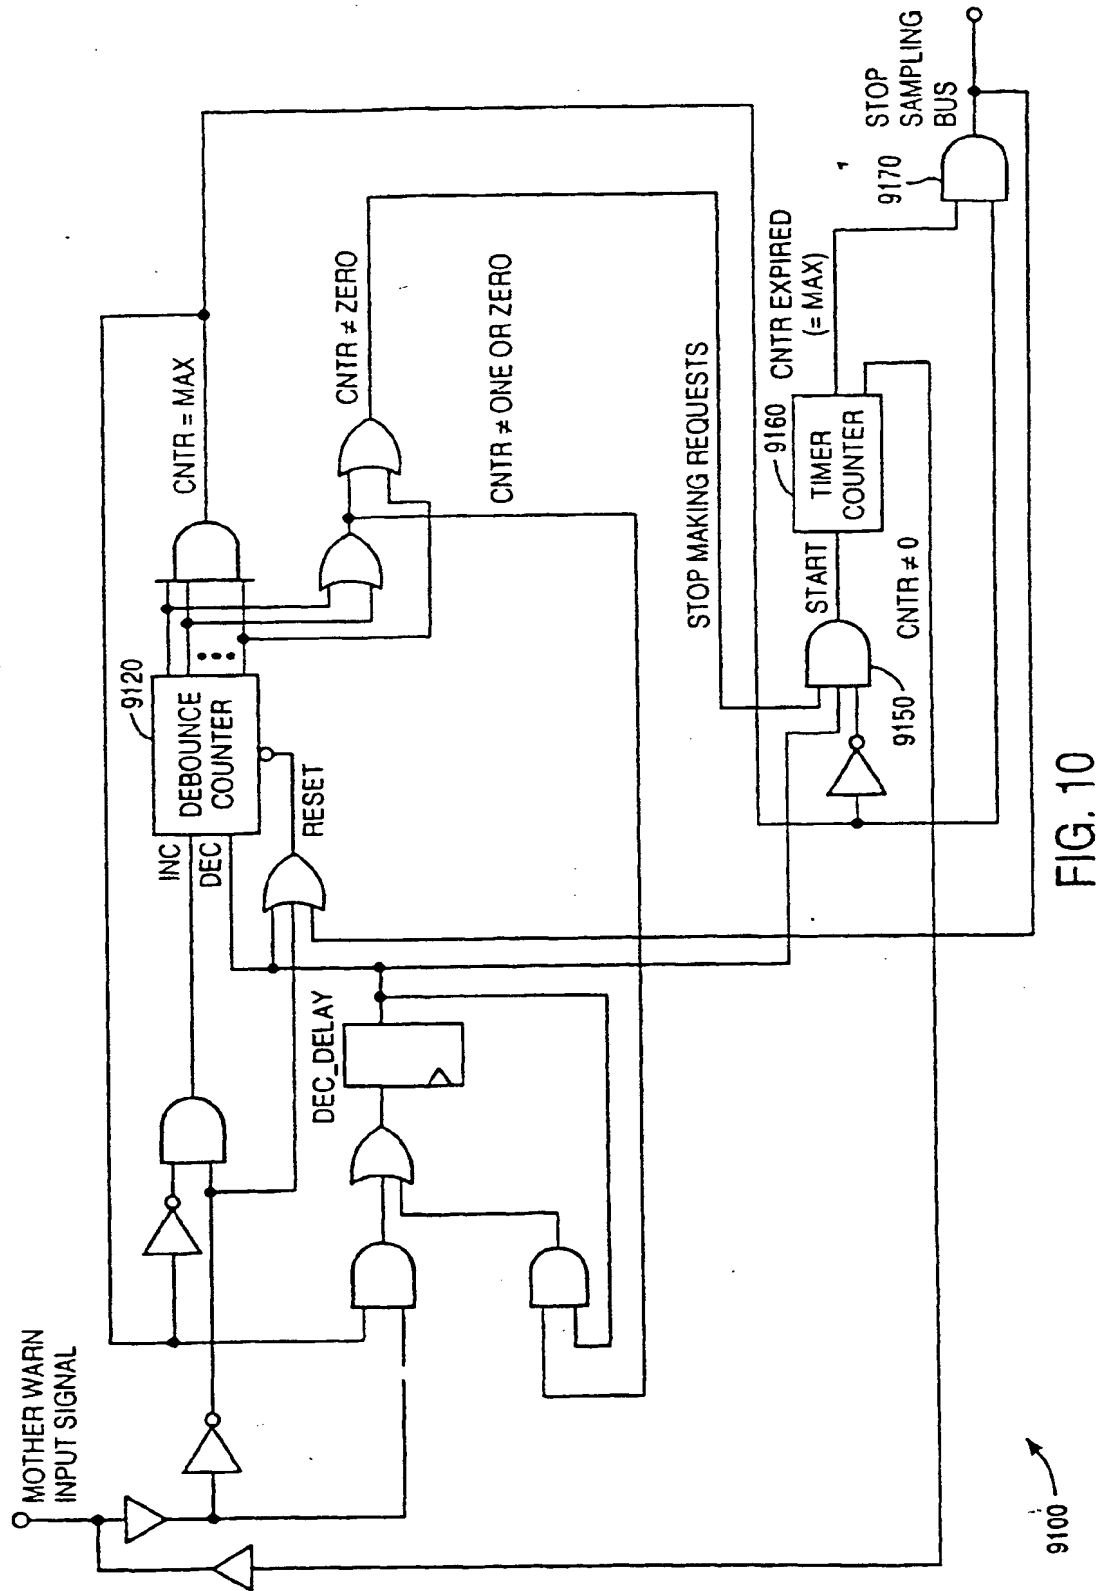 MOTHER WARN
INPUT SIGNAL
INC
DEC
DEBOUNCE
COUNTER
9120
RESET
CNTR = MAX
CNTR ≠ ZERO
CNTR ≠ ONE OR ZERO
DEC_DELAY
STOP MAKING REQUESTS
START
9150
TIMER
COUNTER
9160
CNTR EXPIRED
(= MAX)
CNTR ≠ 0
9170
STOP
SAMPLING
BUS
9100
FIG. 10